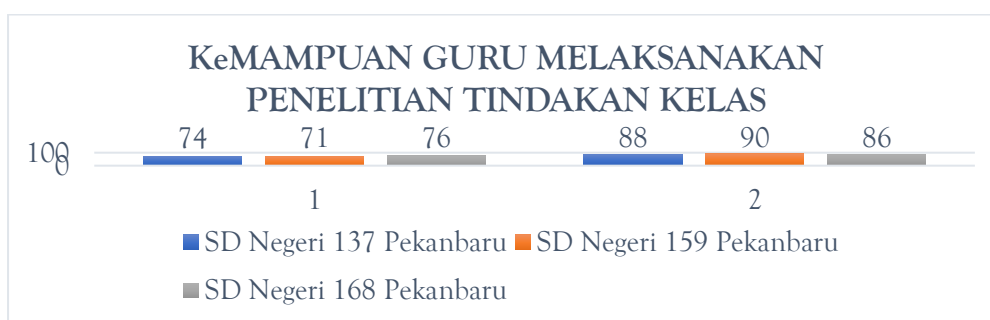 KeMAMPUAN GURU MELAKSANAKAN
PENELITIAN TINDAKAN KELAS
74 71 76 88 90 86
100
0
1 2
SD Negeri 137 Pekanbaru SD Negeri 159 Pekanbaru
SD Negeri 168 Pekanbaru